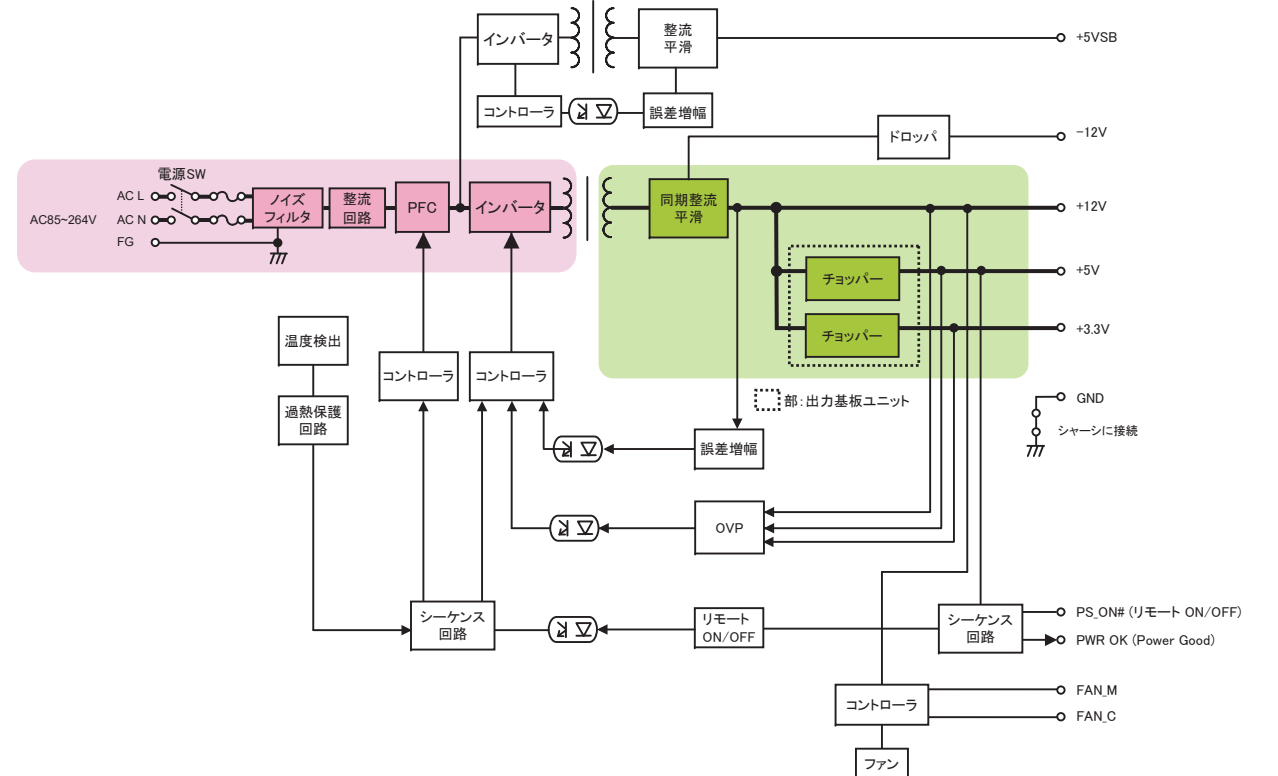 インバータ
整流
平滑
+5VSB
コントローラ
誤差増幅
ドロッパ
-12V
電源SW
AC85~264V
AC L
AC N
FG
ノイズ
フィルタ
整流
回路
PFC
インバータ
同期整流
平滑
+12V
チョッパー
+5V
チョッパー
+3.3V
部:出力基板ユニット
GND
シャーシに接続
温度検出
過熱保護
回路
コントローラ
コントローラ
誤差増幅
OVP
シーケンス
回路
リモート
ON/OFF
シーケンス
回路
PS_ON# (リモート ON/OFF)
PWR OK (Power Good)
コントローラ
FAN_M
FAN_C
ファン